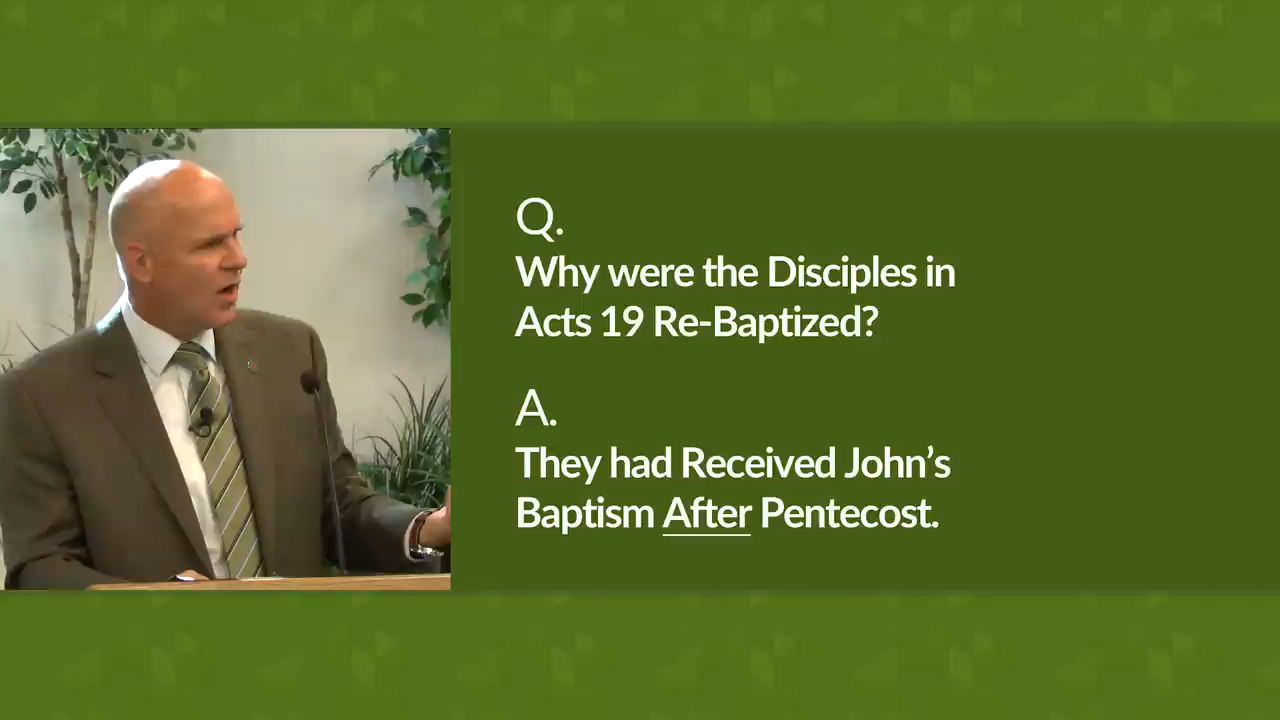 Q.
Why were the Disciples in
Acts 19 Re-Baptized?
A.
They had Received John’s
Baptism After Pentecost.